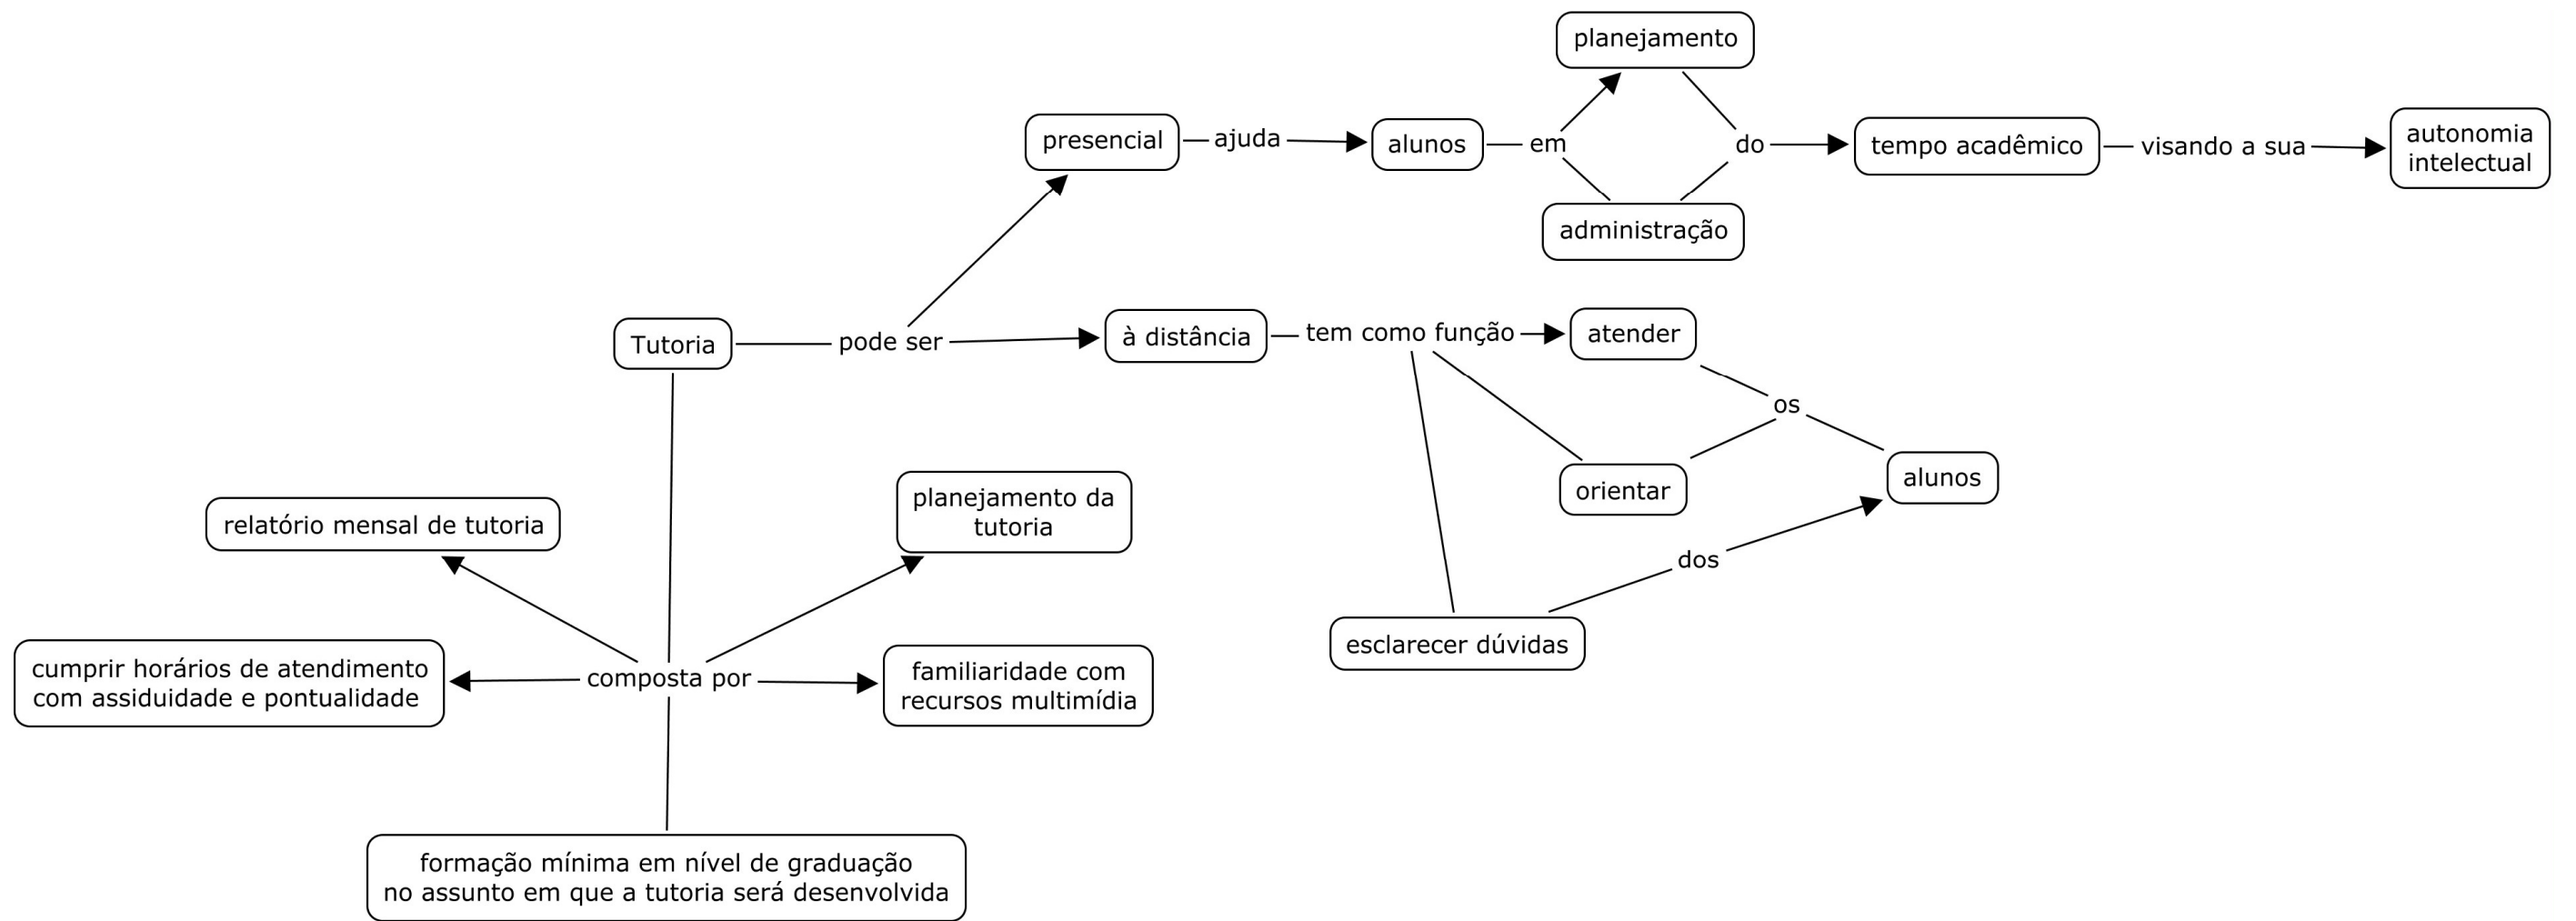 planejamento
presencial
ajuda
alunos
em
do
tempo acadêmico
visando a sua
autonomia
intelectual
administração
Tutoria
pode ser
à distância
tem como função
atender
os
orientar
alunos
dos
esclarecer dúvidas
relatório mensal de tutoria
planejamento da
tutoria
cumprir horários de atendimento
com assiduidade e pontualidade
composta por
familiaridade com
recursos multimídia
formação mínima em nível de graduação
no assunto em que a tutoria será desenvolvida